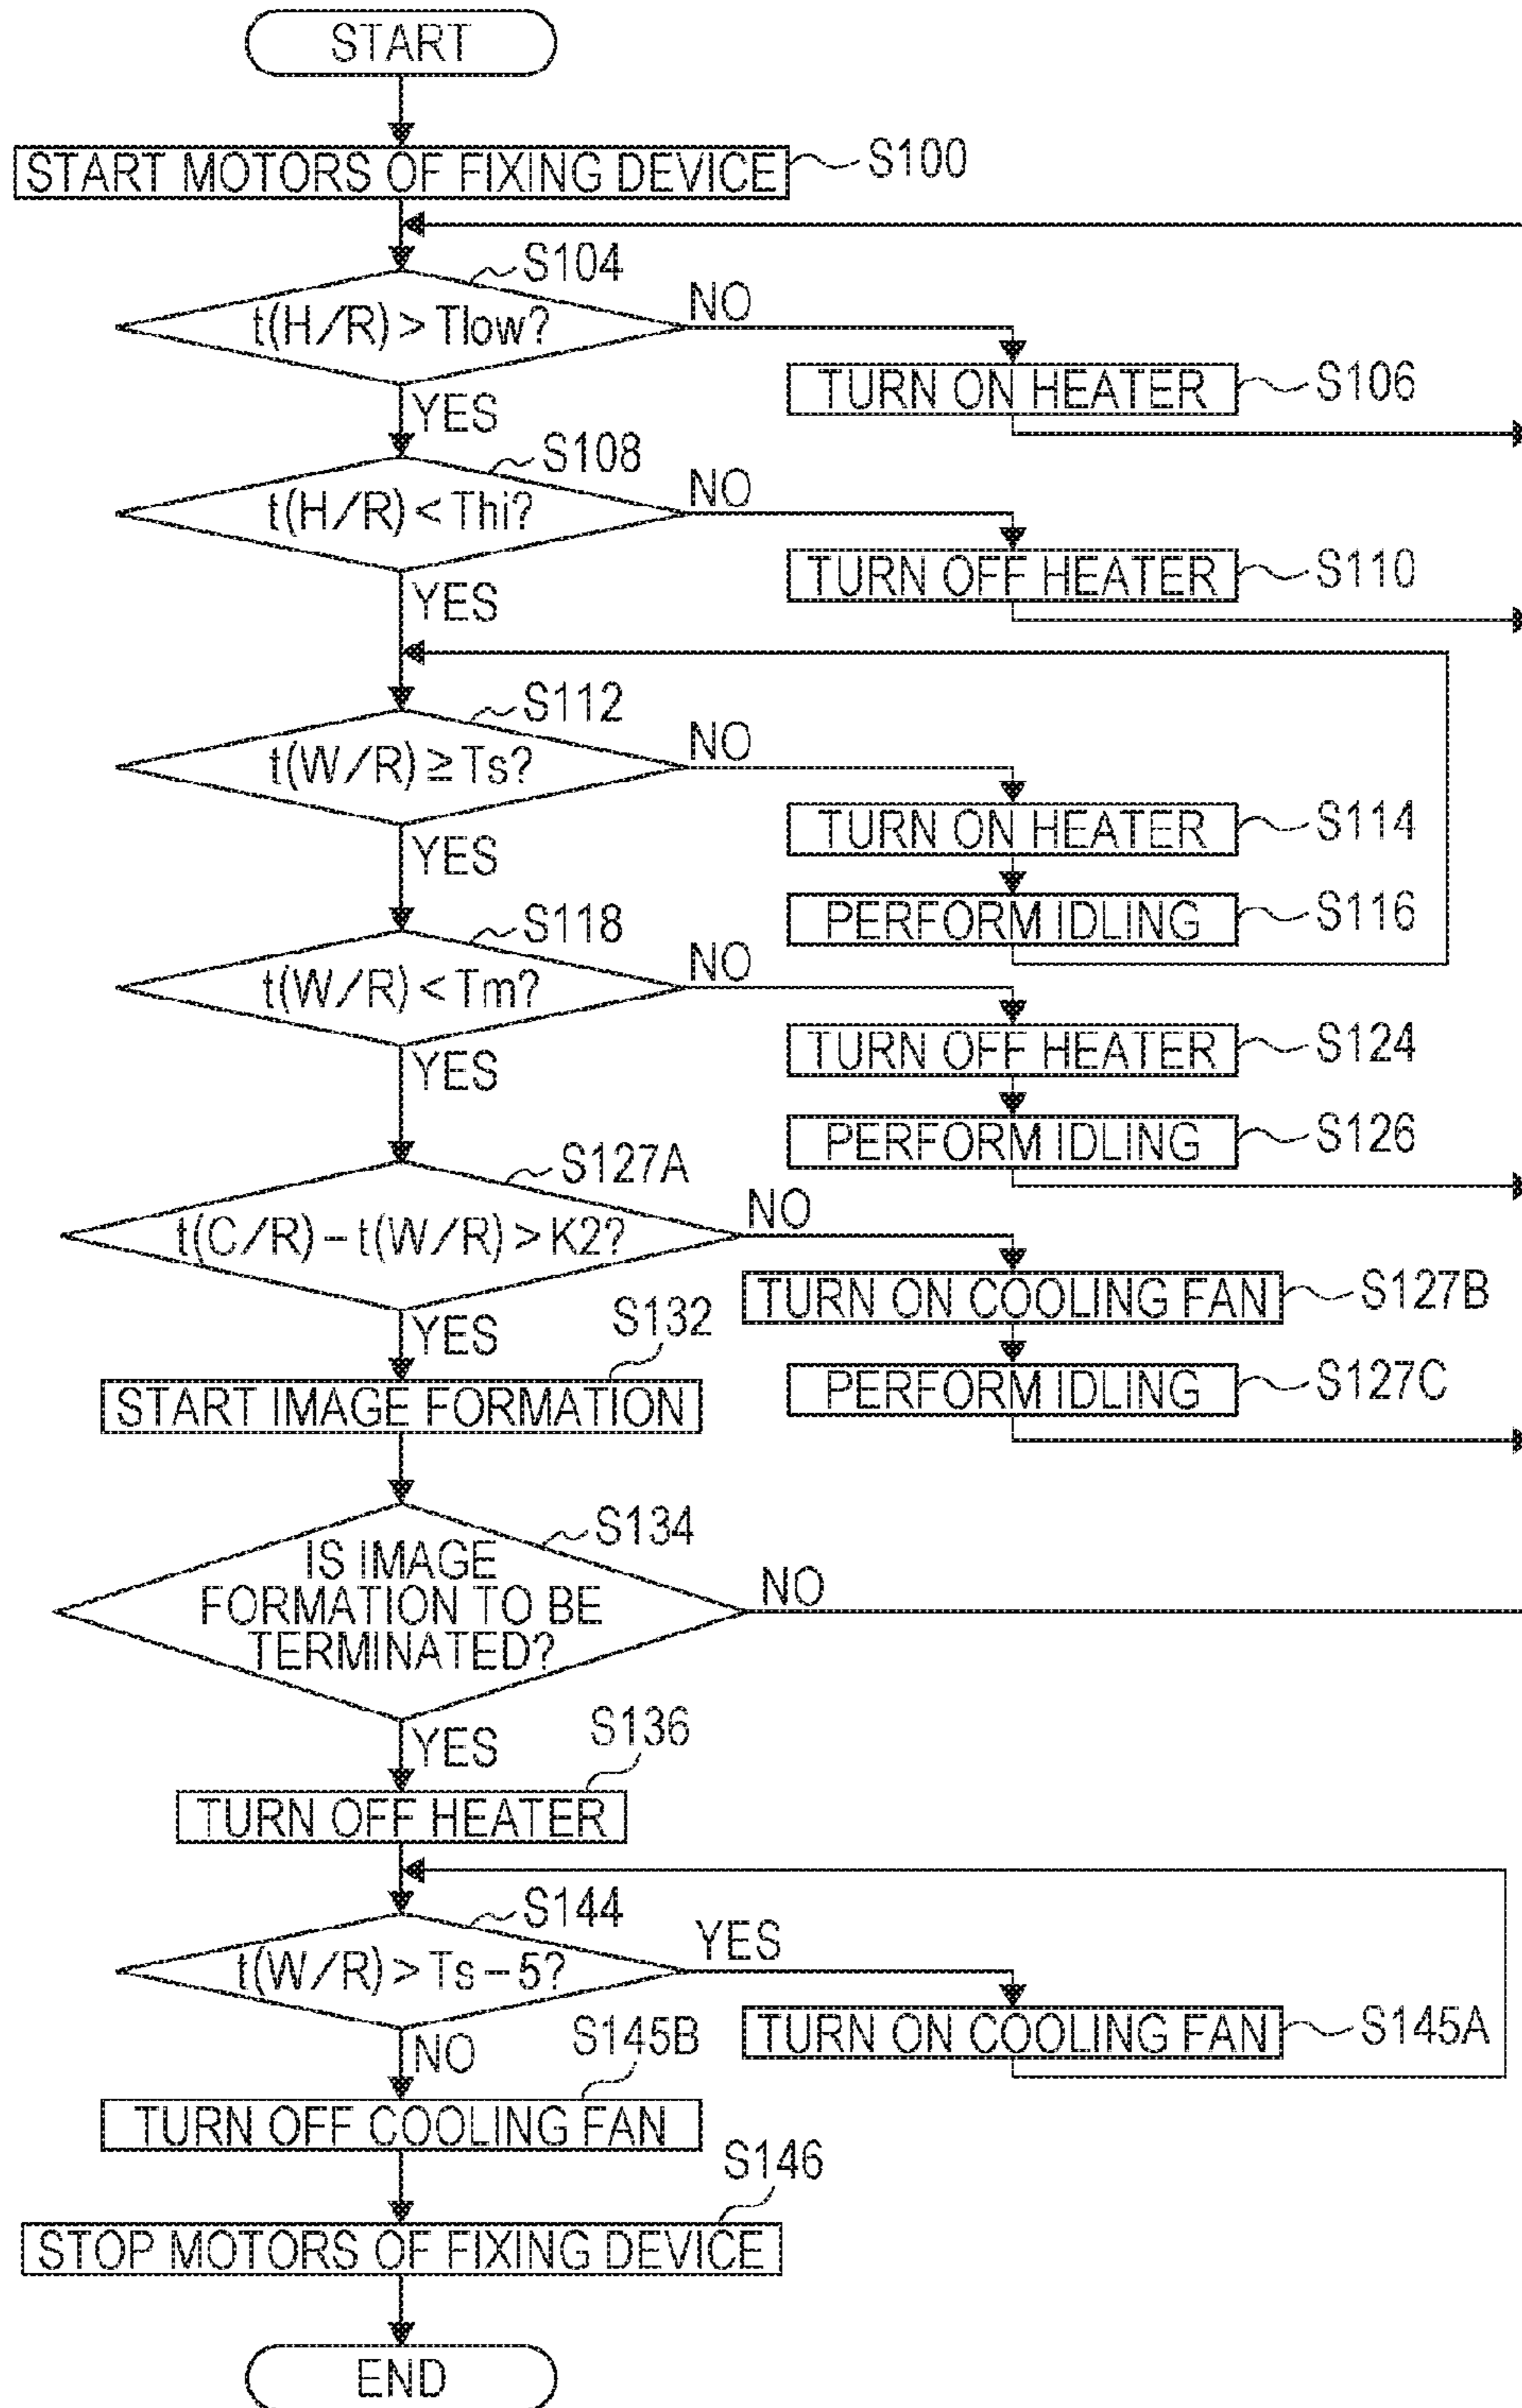 START
START MOTORS OF FIXING DEVICE
S100
S104
t(H/R) > Tlow?
NO
TURN ON HEATER
S106
YES
S108
t(H/R) < Thi?
NO
TURN OFF HEATER
S110
YES
S112
t(W/R) ≥ Ts?
NO
TURN ON HEATER
S114
PERFORM IDLING
S116
YES
S118
t(W/R) < Tm?
NO
TURN OFF HEATER
S124
PERFORM IDLING
S126
YES
S127A
t(C/R) – t(W/R) > K2?
NO
TURN ON COOLING FAN
S127B
PERFORM IDLING
S127C
YES
S132
START IMAGE FORMATION
S134
IS IMAGE
FORMATION TO BE
TERMINATED?
NO
YES
S136
TURN OFF HEATER
S144
t(W/R) > Ts – 5?
YES
TURN ON COOLING FAN
S145A
NO
S145B
TURN OFF COOLING FAN
S146
STOP MOTORS OF FIXING DEVICE
END